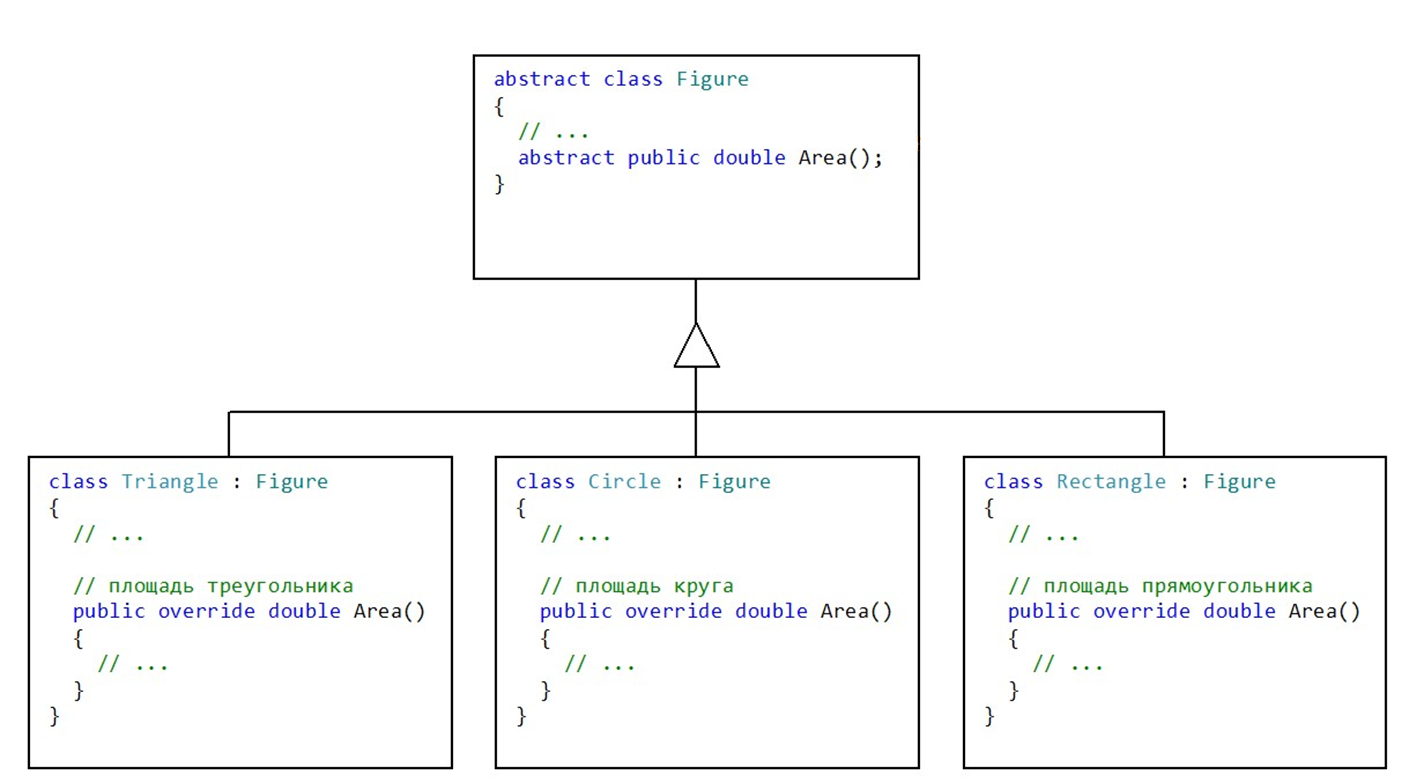 abstract class Figure
{
// ...
abstract public double Area();
}
class Triangle : Figure
{
// ...
// площадь треугольника
public override double Area()
{
// ...
}
}
class Circle : Figure
{
// ...
// площадь круга
public override double Area()
{
// ...
}
}
class Rectangle : Figure
{
// ...
// площадь прямоугольника
public override double Area()
{
// ...
}
}